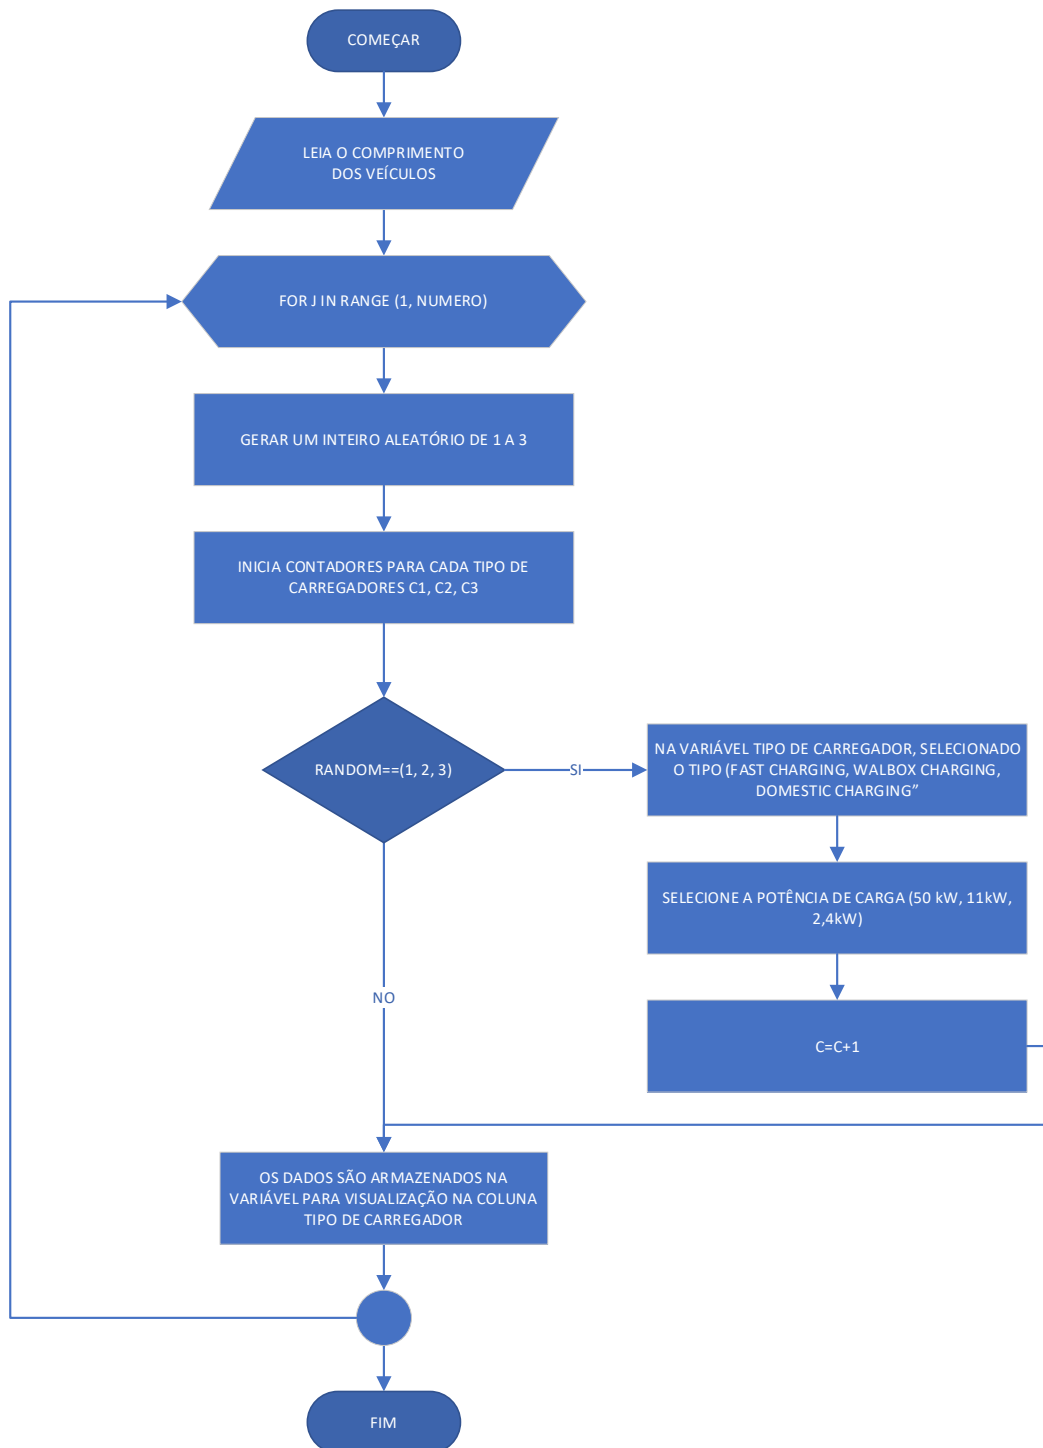 COMEÇAR
LEIA O COMPRIMENTO
DOS VEÍCULOS
FOR J IN RANGE (1, NUMERO)
GERAR UM INTEIRO ALEATÓRIO DE 1 A 3
INICIA CONTADORES PARA CADA TIPO DE
CARREGADORES C1, C2, C3
RANDOM==(1, 2, 3)
SI
NA VARIÁVEL TIPO DE CARREGADOR, SELECIONADO
O TIPO (FAST CHARGING, WALBOX CHARGING,
DOMESTIC CHARGING”
SELECIONE A POTÊNCIA DE CARGA (50 kW, 11kW,
2,4kW)
C=C+1
NO
OS DADOS SÃO ARMAZENADOS NA
VARIÁVEL PARA VISUALIZAÇÃO NA COLUNA
TIPO DE CARREGADOR
FIM